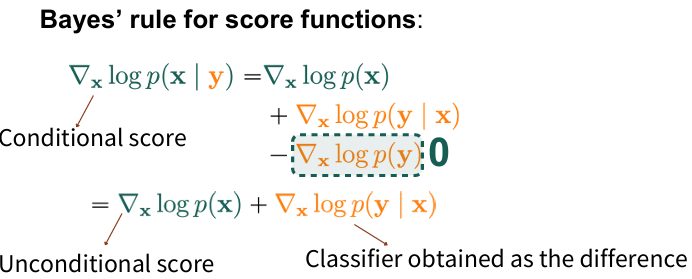 Bayes’ rule for score functions:
∇ₓ log p(x | y) =∇ₓ log p(x)
+ ∇ₓ log p(y | x)
Conditional score
− ∇ₓ log p(y) 0
= ∇ₓ log p(x) + ∇ₓ log p(y | x)
Unconditional score
Classifier obtained as the difference